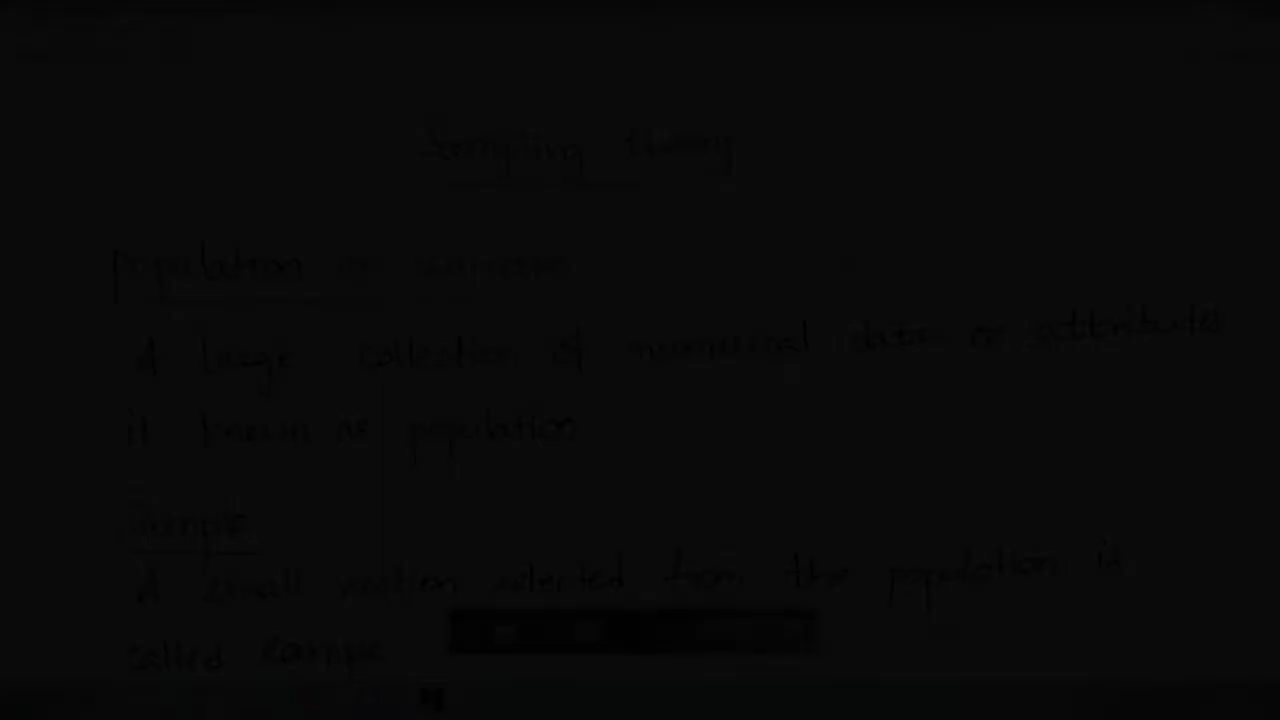 Sampling theory
population or universe
A large collection of numerical data or attributes
is known as population
Sample
A small section selected from the population is
called sample